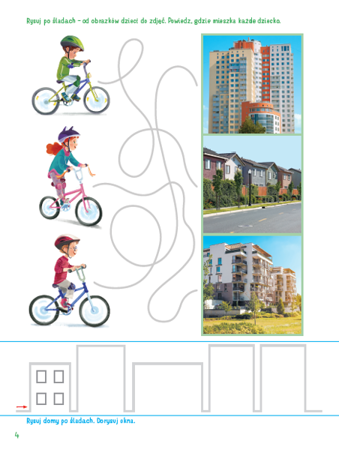 Rysuj po śladach – od obrazków dzieci do zdjęć. Powiedz, gdzie mieszka każde dziecko.
Rysuj domy po śladach. Dorysuj okna.
4